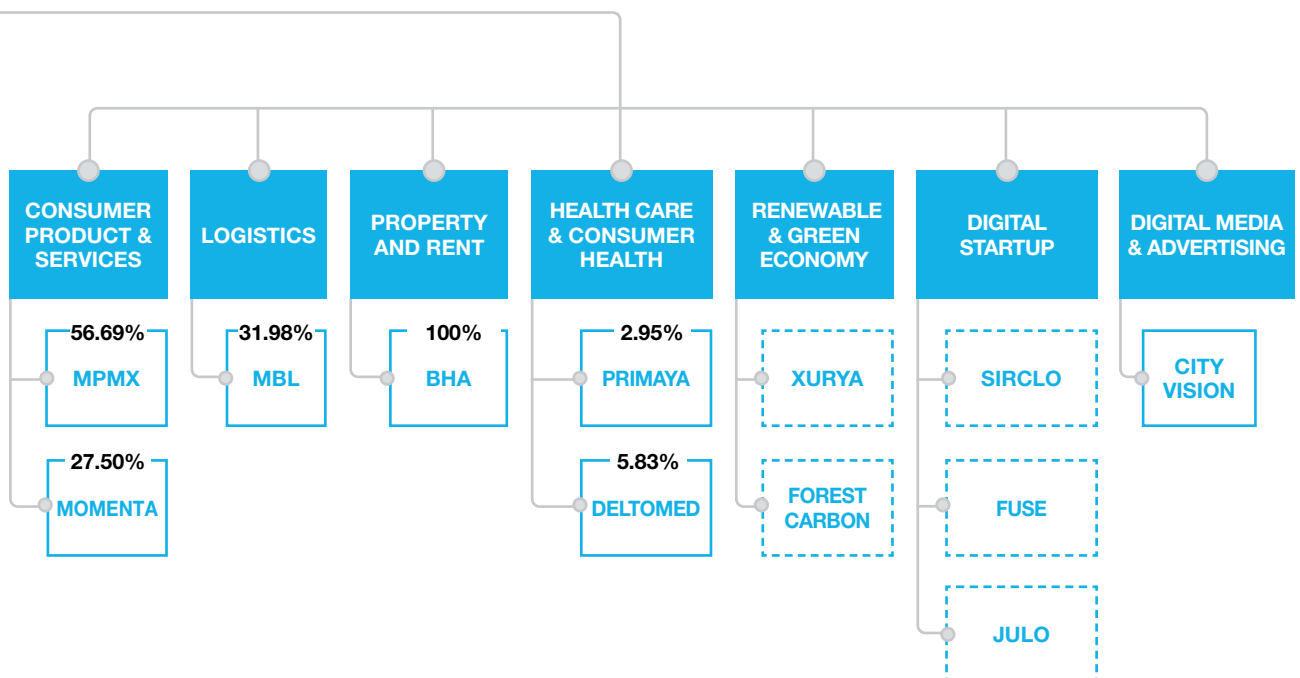 CONSUMER
PRODUCT &
SERVICES
LOGISTICS
PROPERTY
AND RENT
HEALTH CARE
& CONSUMER
HEALTH
RENEWABLE
& GREEN
ECONOMY
DIGITAL
STARTUP
DIGITAL MEDIA
& ADVERTISING
56.69%
MPMX
27.50%
MOMENTA
31.98%
MBL
100%
BHA
2.95%
PRIMAYA
5.83%
DELTOMED
XURYA
FOREST
CARBON
SIRCLO
FUSE
JULO
CITY
VISION